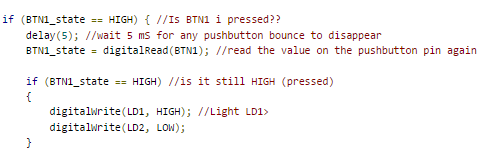 if (BTN1_state == HIGH) { //Is BTN1 i pressed??
delay(5); //wait 5 mS for any pushbutton bounce to disappear
BTN1_state = digitalRead(BTN1); //read the value on the pushbutton pin again
if (BTN1_state == HIGH) //is it still HIGH (pressed)
{
digitalWrite(LD1, HIGH); //Light LD1>
digitalWrite(LD2, LOW);
}